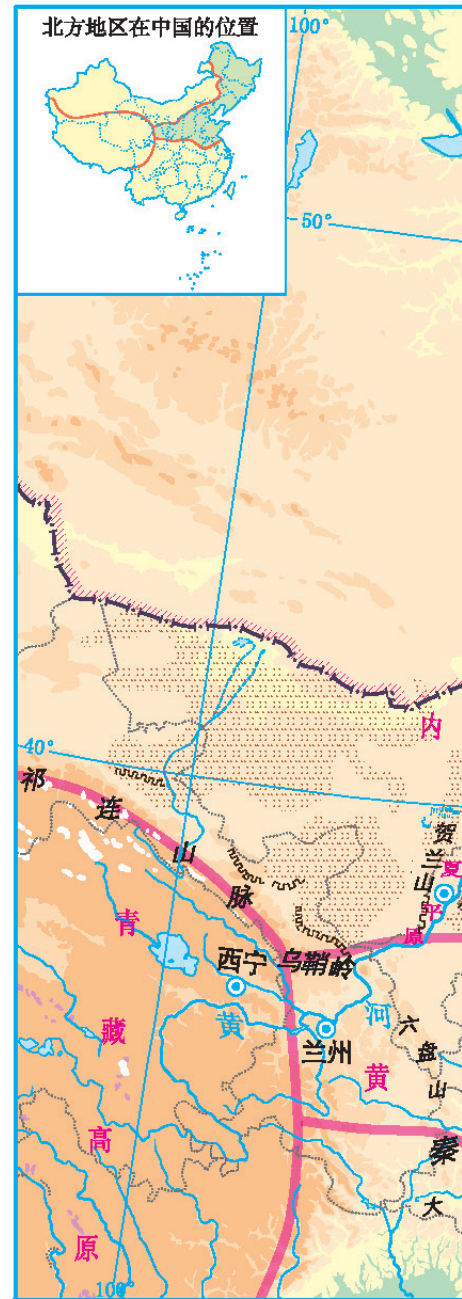 北方地区在中国的位置
100°
50°
内
40°
祁连山脉
贺兰山
夏
平
原
青藏高原
西宁
乌鞘岭
黄河
兰州
六盘山
黄
秦
大
100°